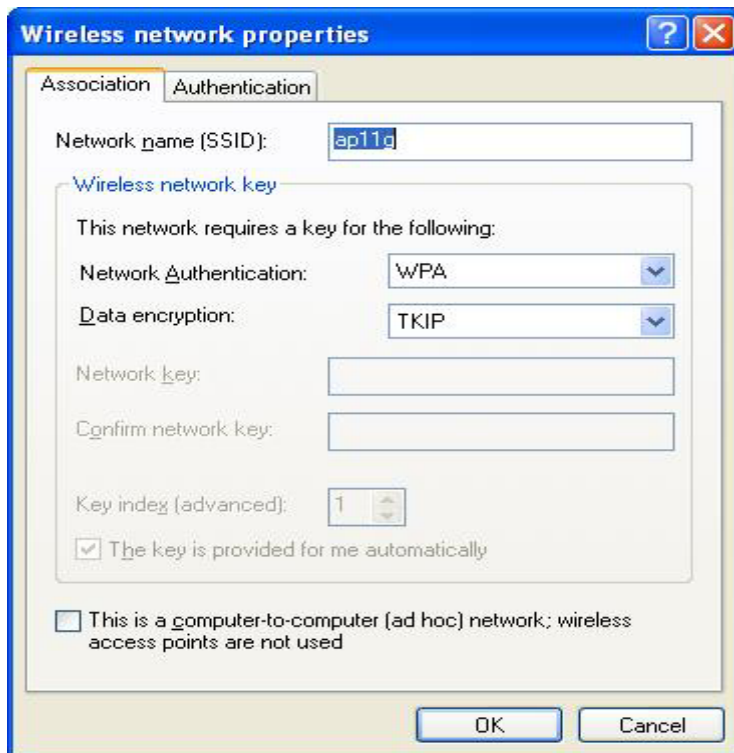 Wireless network properties
Association Authentication
Network name (SSID): ap11g
Wireless network key
This network requires a key for the following:
Network Authentication: WPA
Data encryption: TKIP
Network key:
Confirm network key:
Key index (advanced): 1
The key is provided for me automatically
This is a computer-to-computer (ad hoc) network; wireless
access points are not used
OK Cancel